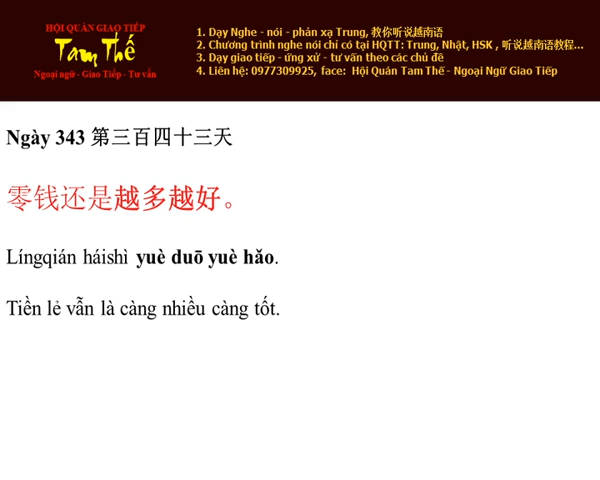 HỘI QUÁN GIAO TIẾP
Tam Thế
Ngoại ngữ - Giao Tiếp - Tư vấn
1. Dạy Nghe - nói - phản xạ Trung, 教你听说越南语
2. Chương trình nghe nói chỉ có tại HQTT: Trung, Nhật, HSK , 听说越南语教程...
3. Dạy giao tiếp - ứng xử - tư vấn theo các chủ đề
4. Liên hệ: 0977309925, face: Hội Quán Tam Thế - Ngoại Ngữ Giao Tiếp
Ngày 343 第三百四十三天
零钱还是越多越好。
Língqián háishì yuè duō yuè hǎo.
Tiền lẻ vẫn là càng nhiều càng tốt.